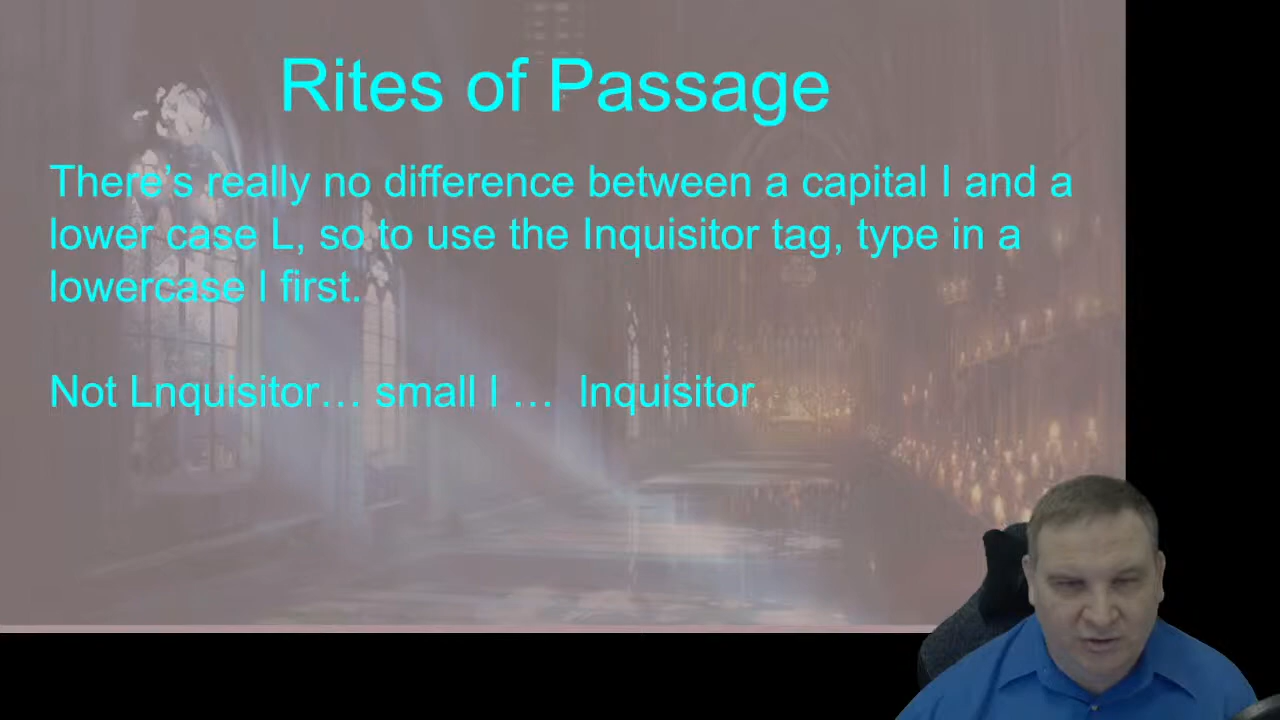 Rites of Passage
There's really no difference between a capital I and a
lower case L, so to use the Inquisitor tag, type in a
lowercase l first.
Not Lnquisitor… small l … lnquisitor